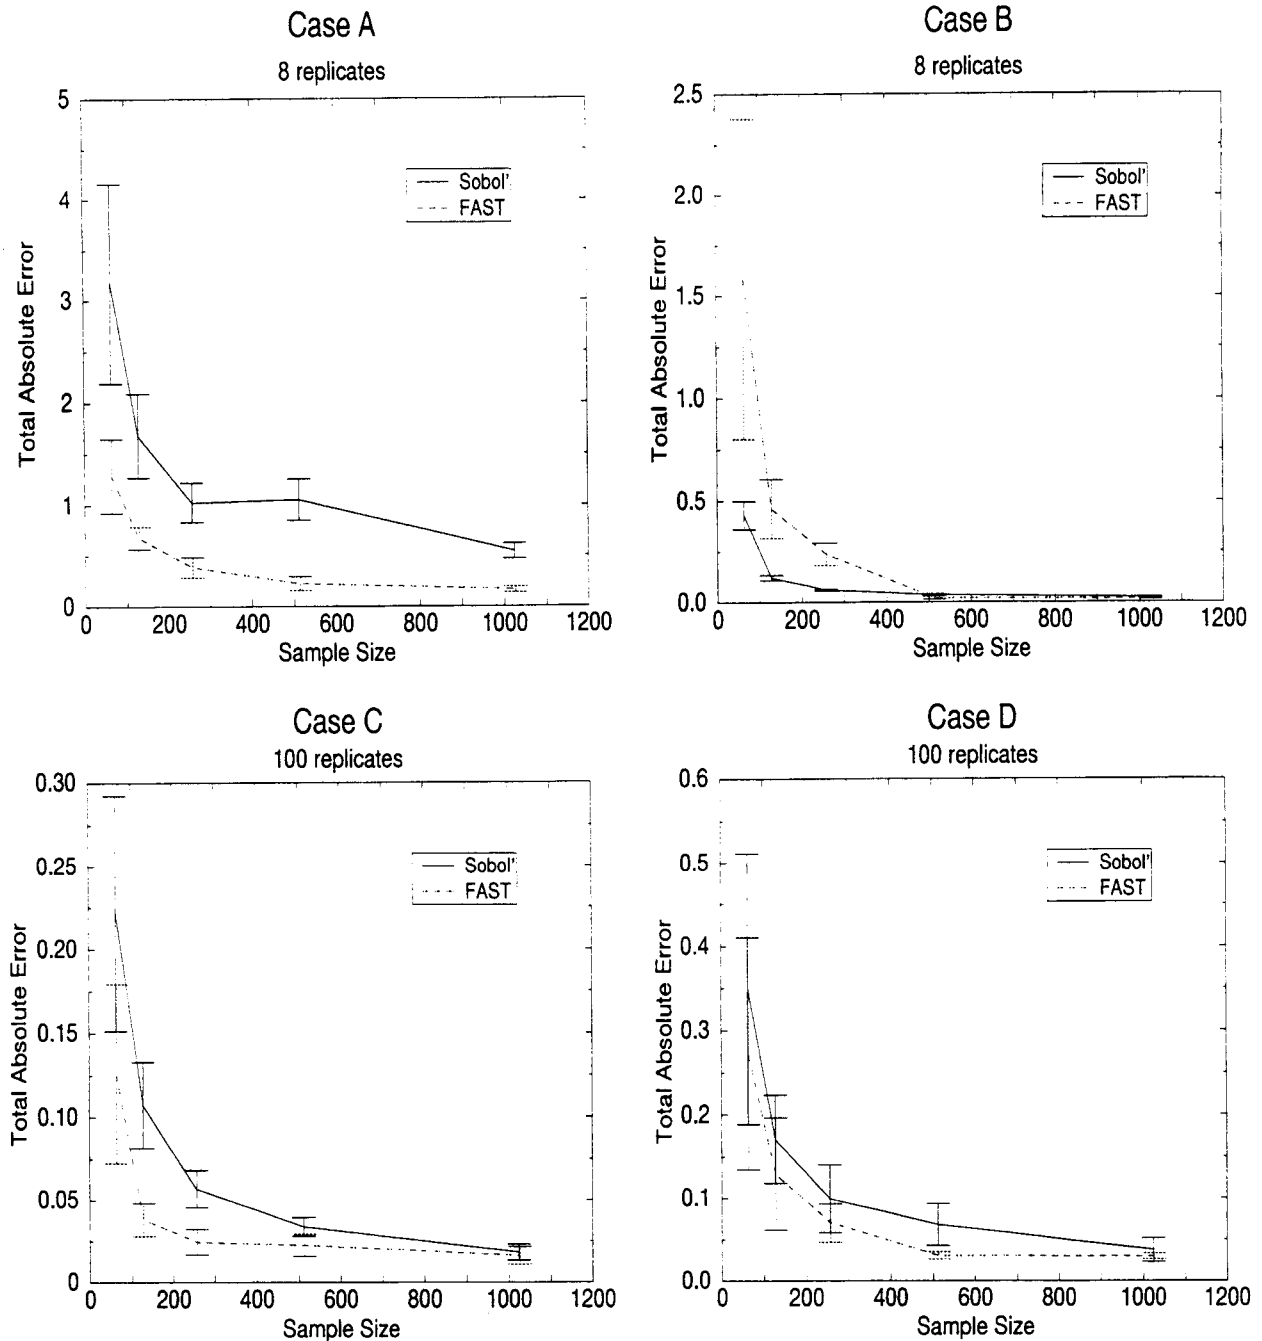 Case A
8 replicates
5
4
3
2
1
0
Total Absolute Error
Sobol'
FAST
0 200 400 600 800 1000 1200
Sample Size
Case B
8 replicates
2.5
2.0
1.5
1.0
0.5
0.0
Total Absolute Error
Sobol'
FAST
0 200 400 600 800 1000 1200
Sample Size
Case C
100 replicates
0.30
0.25
0.20
0.15
0.10
0.05
0
Total Absolute Error
Sobol'
FAST
0 200 400 600 800 1000 1200
Sample Size
Case D
100 replicates
0.6
0.5
0.4
0.3
0.2
0.1
0.0
Total Absolute Error
Sobol'
FAST
0 200 400 600 800 1000 1200
Sample Size